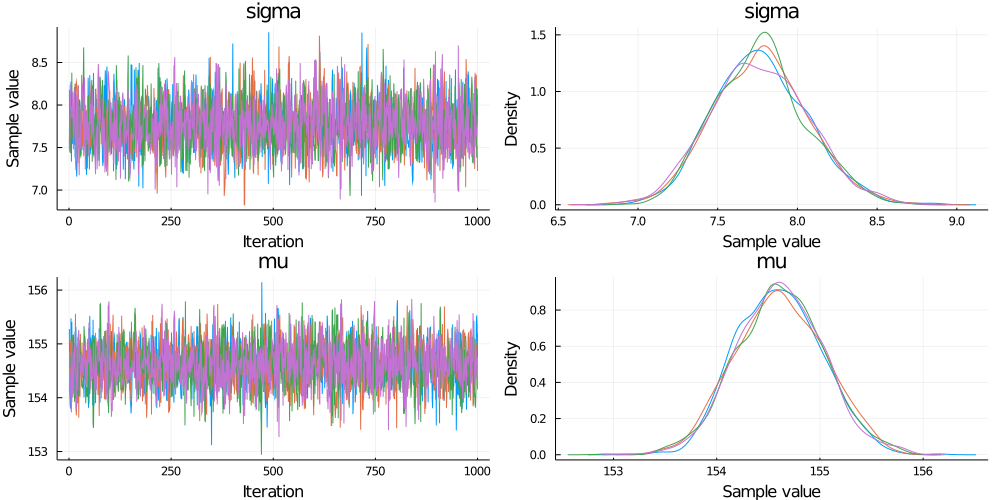 sigma
Sample value
8.5
8.0
7.5
7.0
0 250 500 750 1000
Iteration
sigma
Density
1.5
1.0
0.5
0.0
6.5 7.0 7.5 8.0 8.5 9.0
Sample value
mu
Sample value
156
155
154
153
0 250 500 750 1000
Iteration
mu
Density
0.8
0.6
0.4
0.2
0.0
153 154 155 156
Sample value